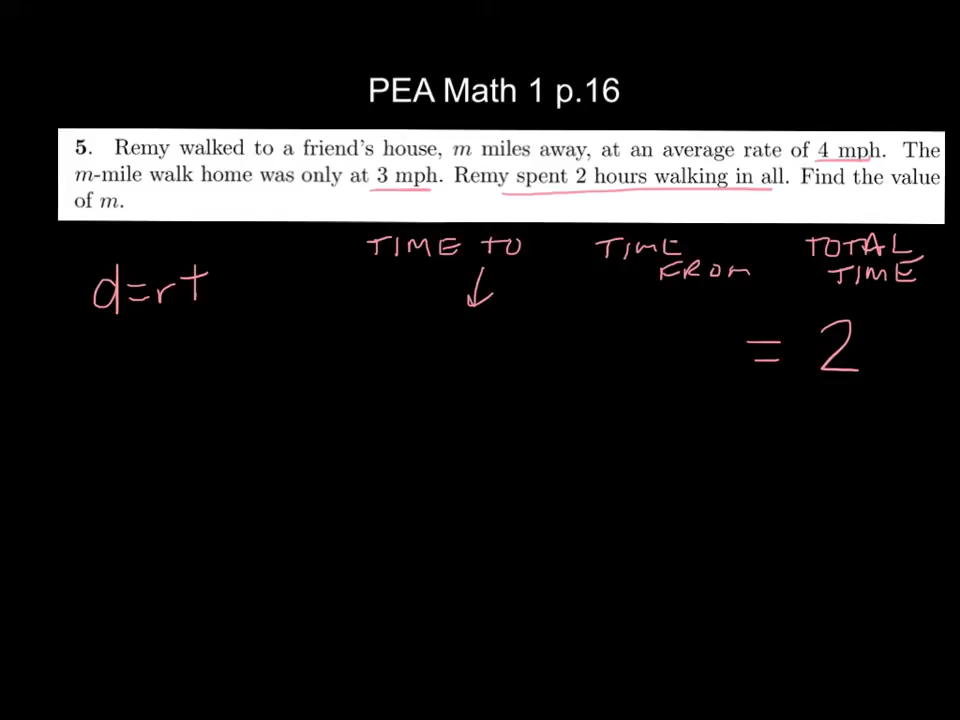 PEA Math 1 p.16
5. Remy walked to a friend's house, m miles away, at an average rate of 4 mph. The
m-mile walk home was only at 3 mph. Remy spent 2 hours walking in all. Find the value
of m.
TIME TO TIME FROM TOTAL TIME
d=rt
= 2